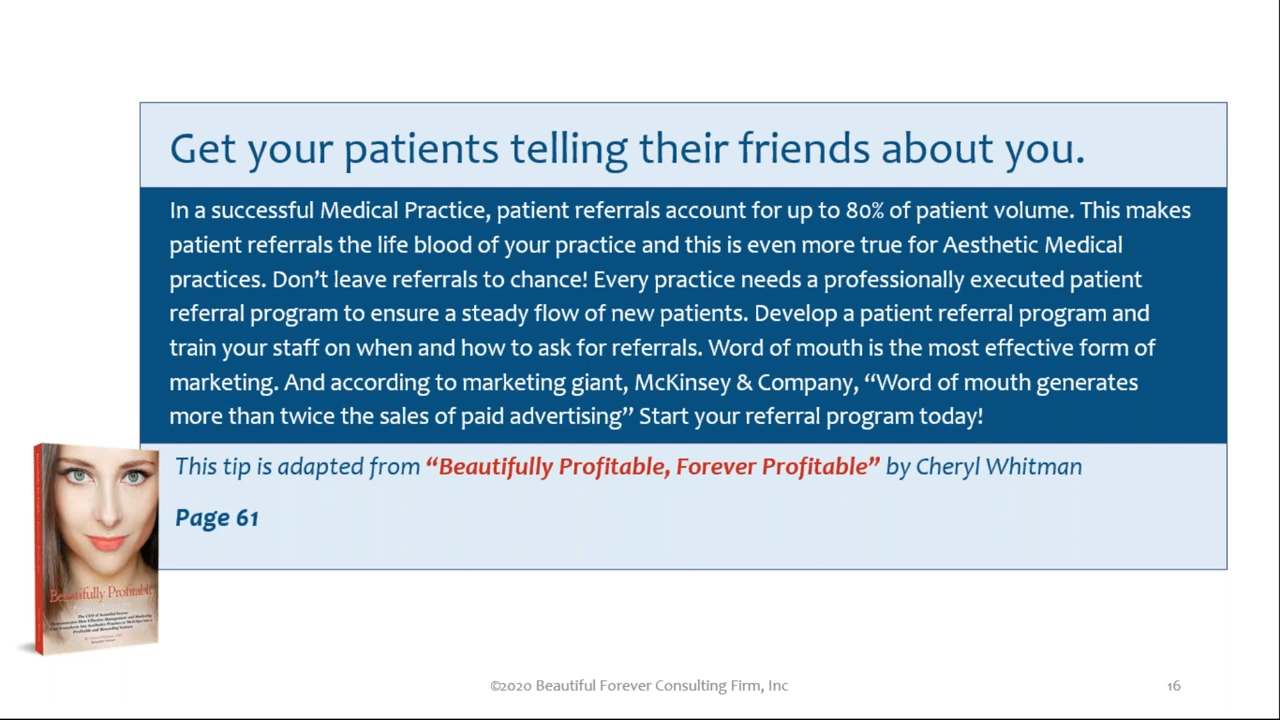 Get your patients telling their friends about you.
In a successful Medical Practice, patient referrals account for up to 80% of patient volume. This makes
patient referrals the life blood of your practice and this is even more true for Aesthetic Medical
practices. Don’t leave referrals to chance! Every practice needs a professionally executed patient
referral program to ensure a steady flow of new patients. Develop a patient referral program and
train your staff on when and how to ask for referrals. Word of mouth is the most effective form of
marketing. And according to marketing giant, McKinsey & Company, “Word of mouth generates
more than twice the sales of paid advertising” Start your referral program today!
This tip is adapted from “Beautifully Profitable, Forever Profitable” by Cheryl Whitman
Page 61
Beautifully Profitable
©2020 Beautiful Forever Consulting Firm, Inc
16